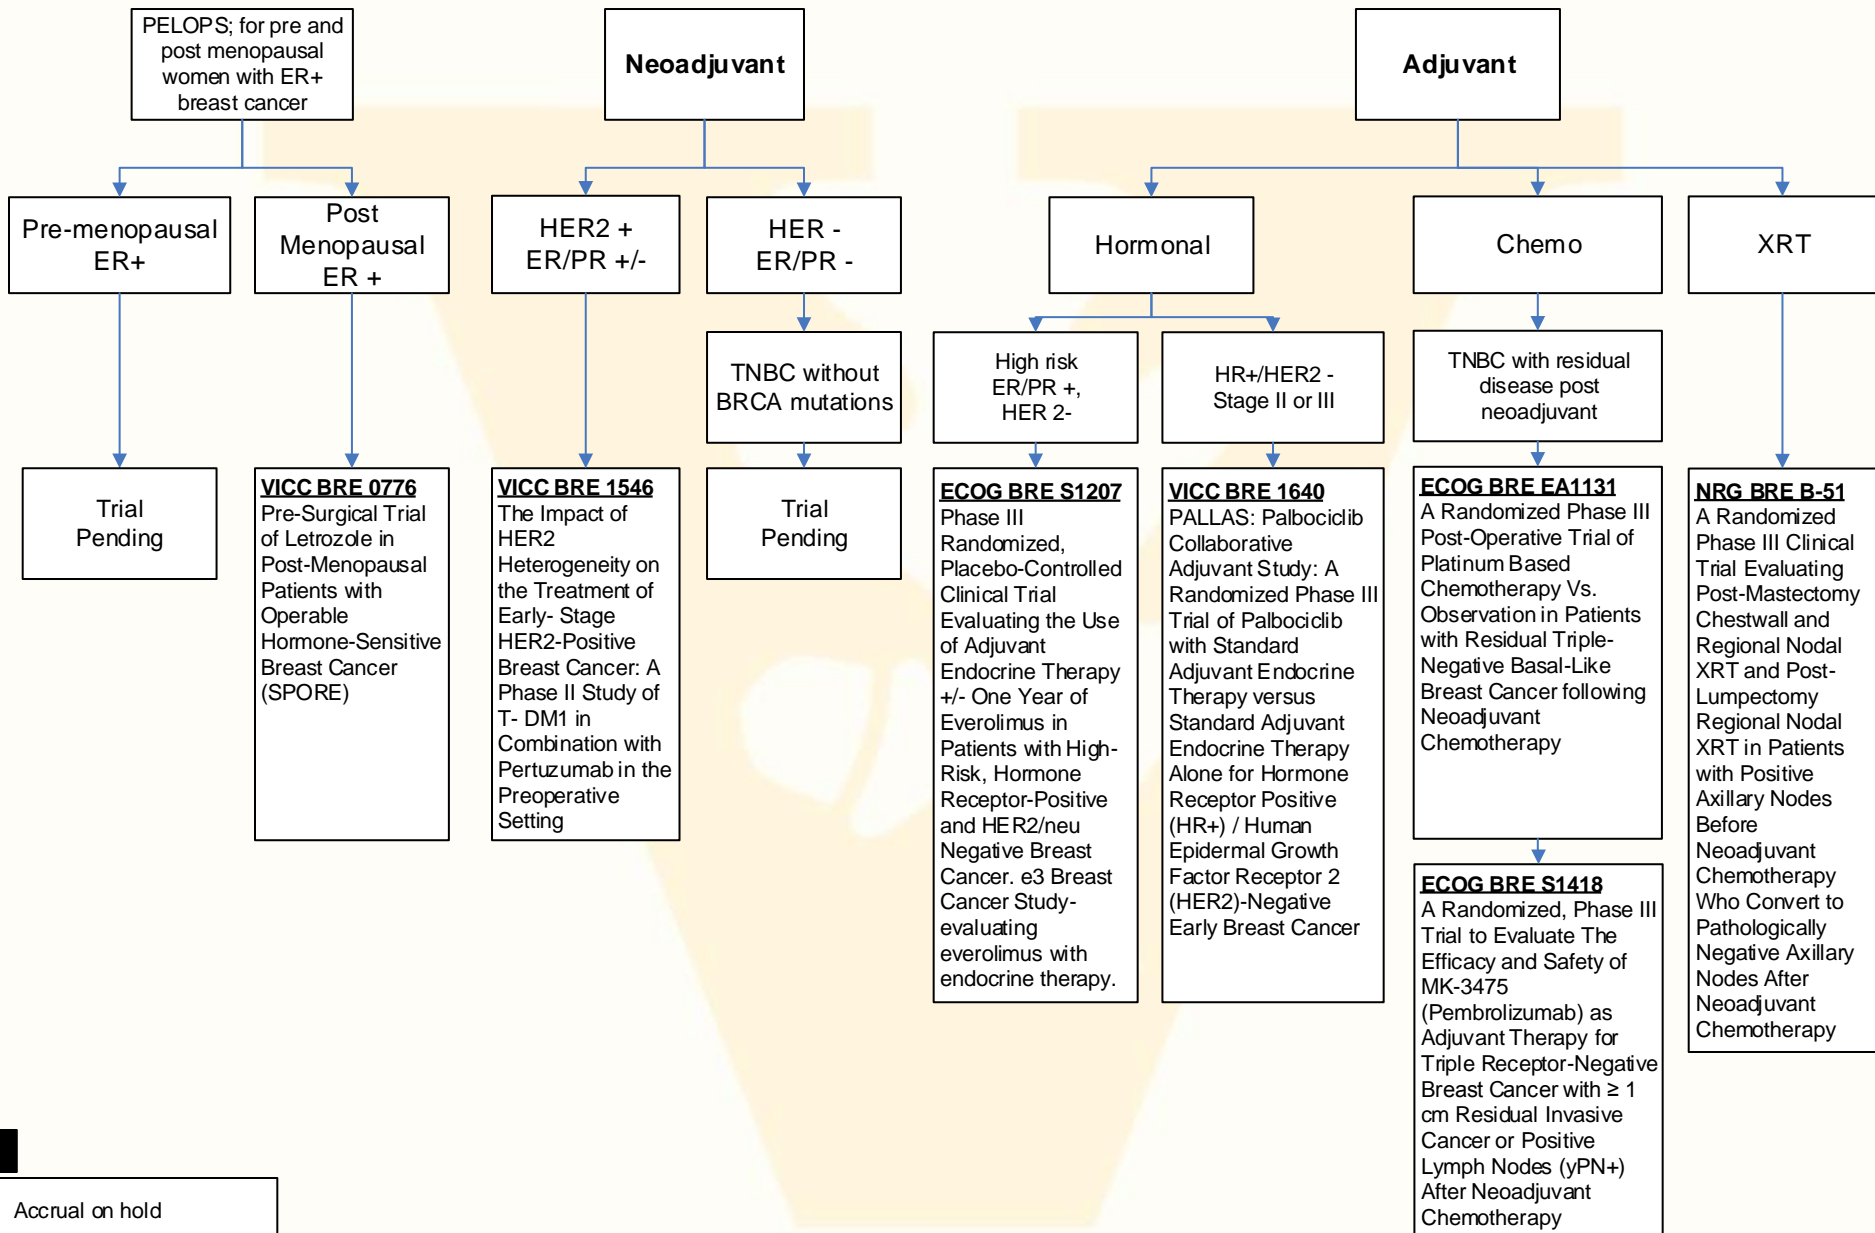 PELOPS; for pre and
post menopausal
women with ER+
breast cancer
Neoadjuvant
Adjuvant
Pre-menopausal
ER+
Post
Menopausal
ER +
HER2 +
ER/PR +/-
HER -
ER/PR -
Hormonal
Chemo
XRT
TNBC without
BRCA mutations
High risk
ER/PR +,
HER 2-
HR+/HER2 -
Stage II or III
TNBC with residual
disease post
neoadjuvant
Trial
Pending
VICC BRE 0776
Pre-Surgical Trial
of Letrozole in
Post-Menopausal
Patients with
Operable
Hormone-Sensitive
Breast Cancer
(SPORE)
VICC BRE 1546
The Impact of
HER2
Heterogeneity on
the Treatment of
Early- Stage
HER2-Positive
Breast Cancer: A
Phase II Study of
T- DM1 in
Combination with
Pertuzumab in the
Preoperative
Setting
Trial
Pending
ECOG BRE S1207
Phase III
Randomized,
Placebo-Controlled
Clinical Trial
Evaluating the Use
of Adjuvant
Endocrine Therapy
+/- One Year of
Everolimus in
Patients with High-
Risk, Hormone
Receptor-Positive
and HER2/neu
Negative Breast
Cancer. e3 Breast
Cancer Study-
evaluating
everolimus with
endocrine therapy.
VICC BRE 1640
PALLAS: Palbociclib
Collaborative
Adjuvant Study: A
Randomized Phase III
Trial of Palbociclib
with Standard
Adjuvant Endocrine
Therapy versus
Standard Adjuvant
Endocrine Therapy
Alone for Hormone
Receptor Positive
(HR+) / Human
Epidermal Growth
Factor Receptor 2
(HER2)-Negative
Early Breast Cancer
ECOG BRE EA1131
A Randomized Phase III
Post-Operative Trial of
Platinum Based
Chemotherapy Vs.
Observation in Patients
with Residual Triple-
Negative Basal-Like
Breast Cancer following
Neoadjuvant
Chemotherapy
ECOG BRE S1418
A Randomized, Phase III
Trial to Evaluate The
Efficacy and Safety of
MK-3475
(Pembrolizumab) as
Adjuvant Therapy for
Triple Receptor-Negative
Breast Cancer with ≥ 1
cm Residual Invasive
Cancer or Positive
Lymph Nodes (yPN+)
After Neoadjuvant
Chemotherapy
NRG BRE B-51
A Randomized
Phase III Clinical
Trial Evaluating
Post-Mastectomy
Chestwall and
Regional Nodal
XRT and Post-
Lumpectomy
Regional Nodal
XRT in Patients
with Positive
Axillary Nodes
Before
Neoadjuvant
Chemotherapy
Who Convert to
Pathologically
Negative Axillary
Nodes After
Neoadjuvant
Chemotherapy
Accrual on hold